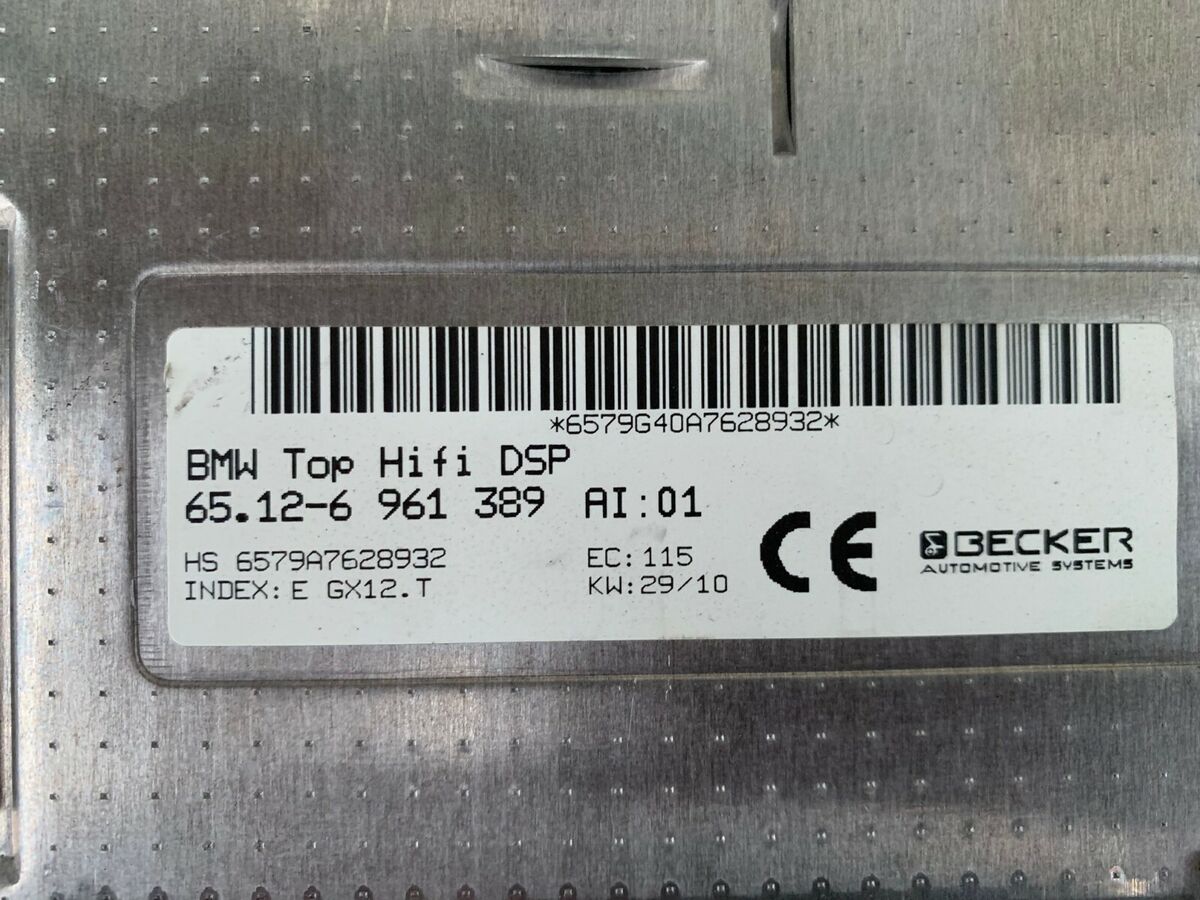 *6579G40A7628932*
BMW Top Hifi DSP
65.12-6 961 389 AI:01
HS 6579A7628932 EC: 115
INDEX: E GX12.T KW:29/10
CE
BECKER
AUTOMOTIVE SYSTEMS